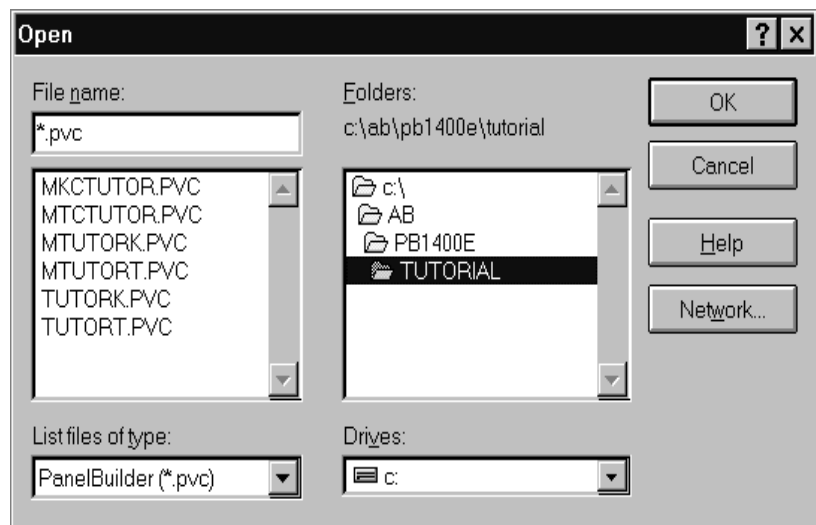 Open
File name:
*.pvc
MKCTUTOR.PVC
MTCTUTOR.PVC
MTUTORK.PVC
MTUTORT.PVC
TUTORK.PVC
TUTORT.PVC
List files of type:
PanelBuilder (*.pvc)
Folders:
c:\ab\pb1400e\tutorial
c:\
AB
PB1400E
TUTORIAL
Drives:
c:
OK
Cancel
Help
Network...